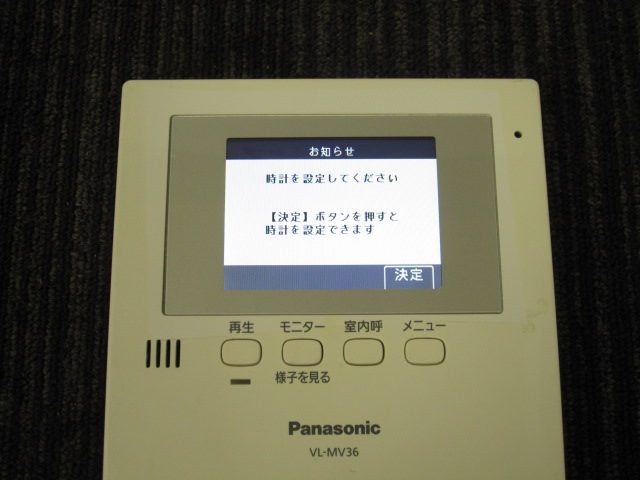 お知らせ
時計を設定してください
【決定】ボタンを押すと
時計を設定できます
決定
再生 モニター 室内呼 メニュー
様子を見る
Panasonic
VL-MV36